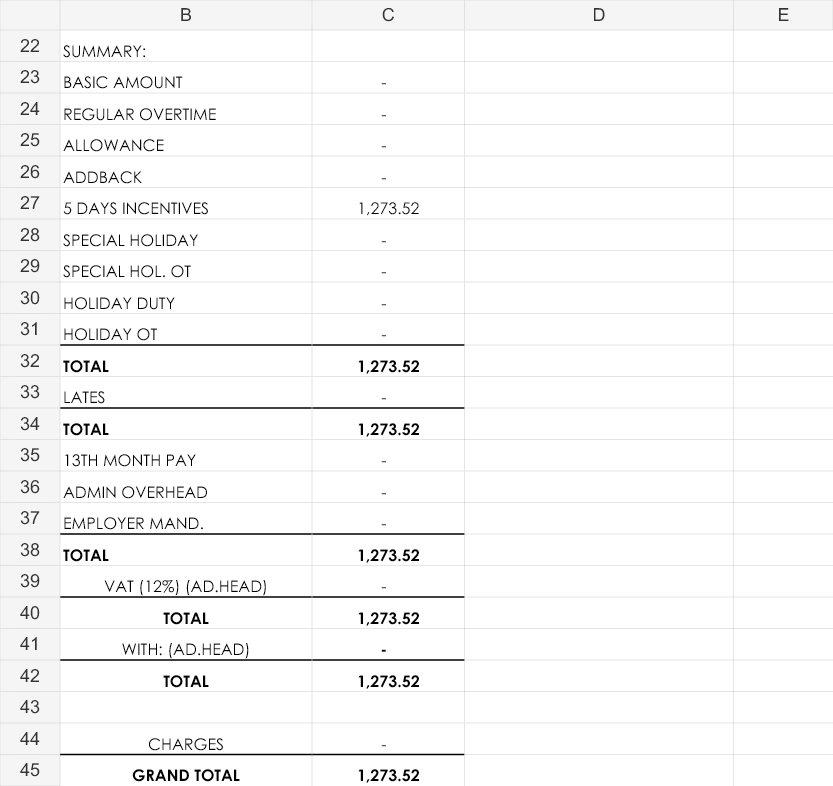 B C D E
22 SUMMARY:
23 BASIC AMOUNT -
24 REGULAR OVERTIME -
25 ALLOWANCE -
26 ADDBACK -
27 5 DAYS INCENTIVES 1,273.52
28 SPECIAL HOLIDAY -
29 SPECIAL HOL. OT -
30 HOLIDAY DUTY -
31 HOLIDAY OT -
32 TOTAL 1,273.52
33 LATES -
34 TOTAL 1,273.52
35 13TH MONTH PAY -
36 ADMIN OVERHEAD -
37 EMPLOYER MAND. -
38 TOTAL 1,273.52
39 VAT (12%) (AD.HEAD) -
40 TOTAL 1,273.52
41 WITH: (AD.HEAD) -
42 TOTAL 1,273.52
43
44 CHARGES -
45 GRAND TOTAL 1,273.52